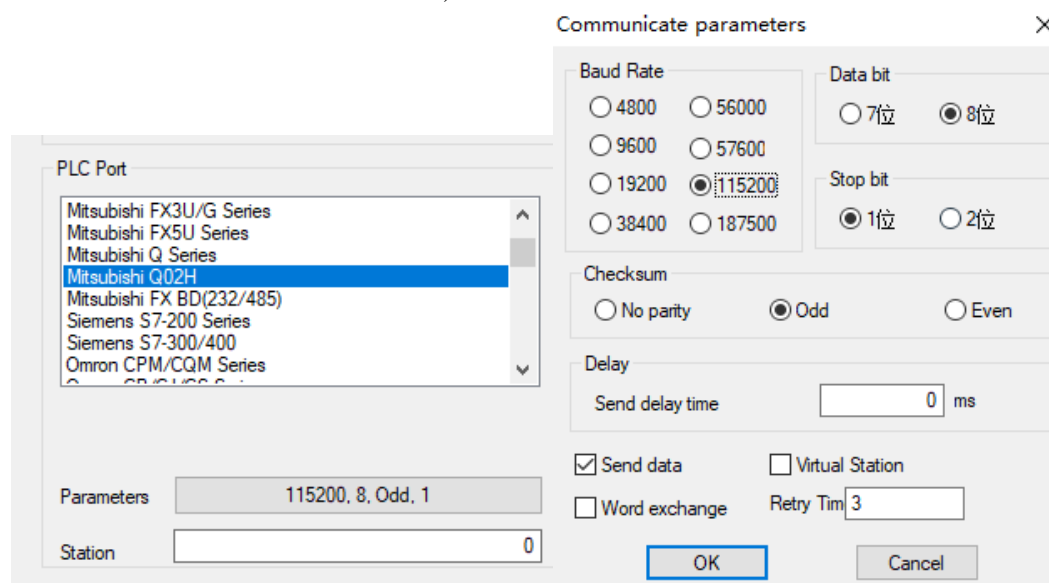 Communicate parameters
Baud Rate
4800
56000
9600
57600
19200
115200
38400
187500
Data bit
7位
8位
Stop bit
1位
2位
Checksum
No parity
Odd
Even
Delay
Send delay time
0 ms
Send data
Virtual Station
Word exchange
Retry Tim 3
OK
Cancel
PLC Port
Mitsubishi FX3U/G Series
Mitsubishi FX5U Series
Mitsubishi Q Series
Mitsubishi Q02H
Mitsubishi FX BD(232/485)
Siemens S7-200 Series
Siemens S7-300/400
Omron CPM/CQM Series
Parameters
115200, 8, Odd, 1
Station
0